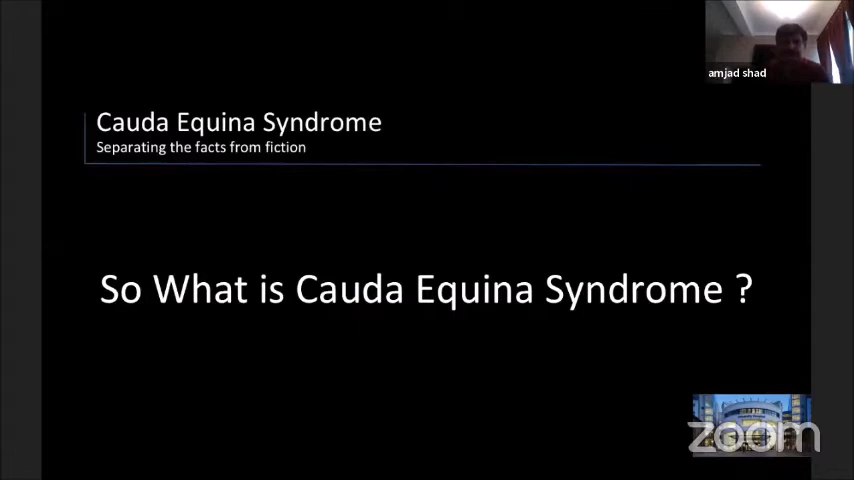 amjad shad
Cauda Equina Syndrome
Separating the facts from fiction
So What is Cauda Equina Syndrome ?
zoom